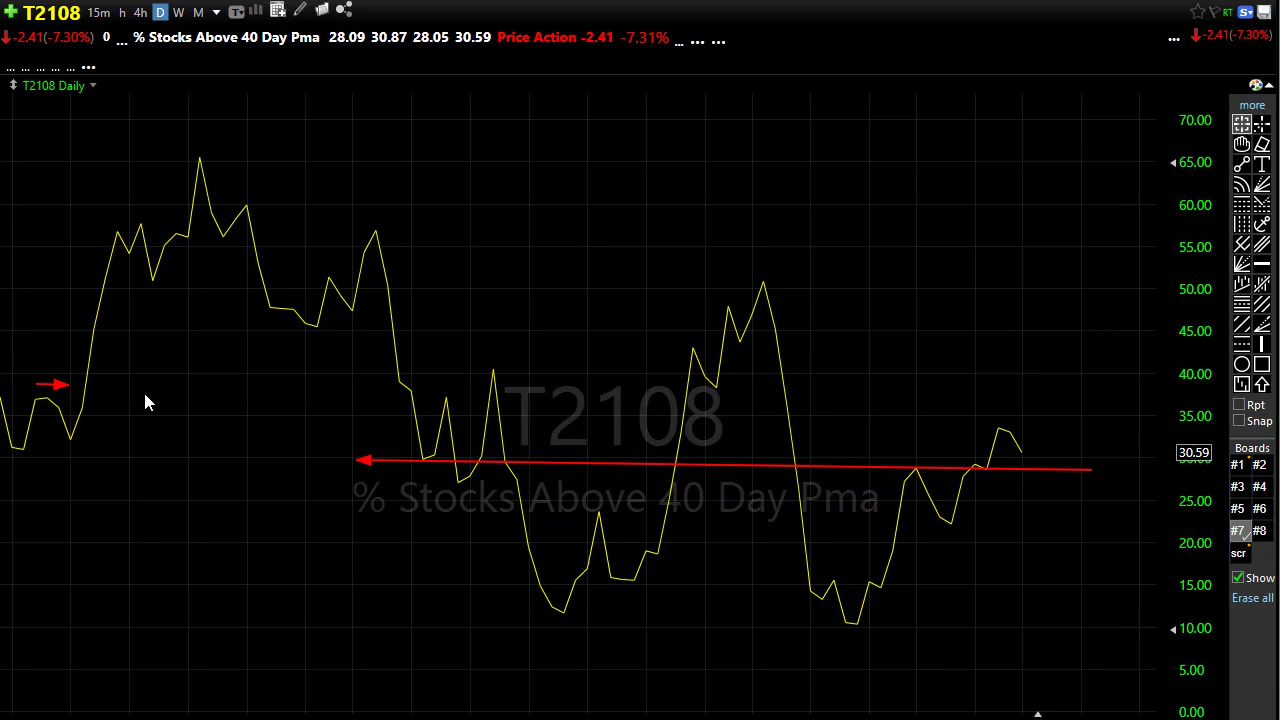 T2108 15m h 4h D W M T RT S
-2.41(-7.30%) 0 ... % Stocks Above 40 Day Pma 28.09 30.87 28.05 30.59 Price Action -2.41 -7.31% ... ... ... ... -2.41(-7.30%)
... ... ... ... ... ...
T2108 Daily
more
70.00
65.00
60.00
55.00
50.00
45.00
40.00
35.00
30.59
25.00
20.00
15.00
10.00
5.00
0.00
T2108
% Stocks Above 40 Day Pma
T
Rpt
Snap
Boards
#1 #2
#3 #4
#5 #6
#7 #8
scr
Show
Erase all